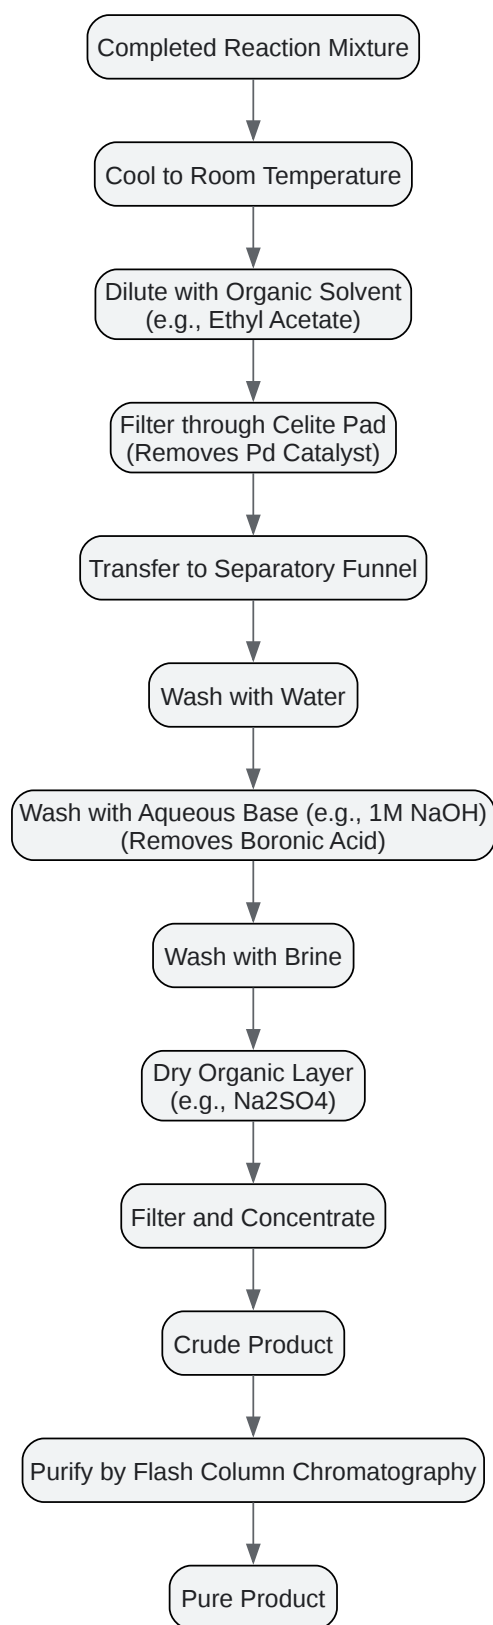 Completed Reaction Mixture
Cool to Room Temperature
Dilute with Organic Solvent
(e.g., Ethyl Acetate)
Filter through Celite Pad
(Removes Pd Catalyst)
Transfer to Separatory Funnel
Wash with Water
Wash with Aqueous Base (e.g., 1M NaOH)
(Removes Boronic Acid)
Wash with Brine
Dry Organic Layer
(e.g., Na2SO4)
Filter and Concentrate
Crude Product
Purify by Flash Column Chromatography
Pure Product